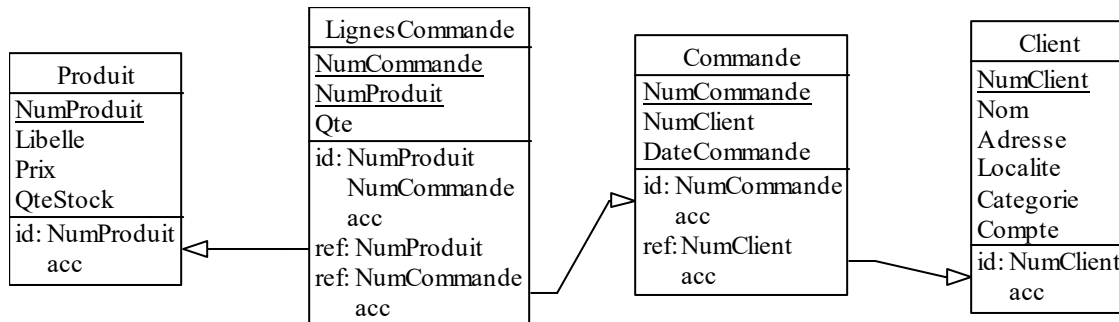 Produit
NumProduit
Libelle
Prix
QteStock
id: NumProduit
acc
LignesCommande
NumCommande
NumProduit
Qte
id: NumProduit
NumCommande
acc
ref: NumProduit
ref: NumCommande
acc
Commande
NumCommande
NumClient
DateCommande
id: NumCommande
acc
ref: NumClient
acc
Client
NumClient
Nom
Adresse
Localite
Categorie
Compte
id: NumClient
acc